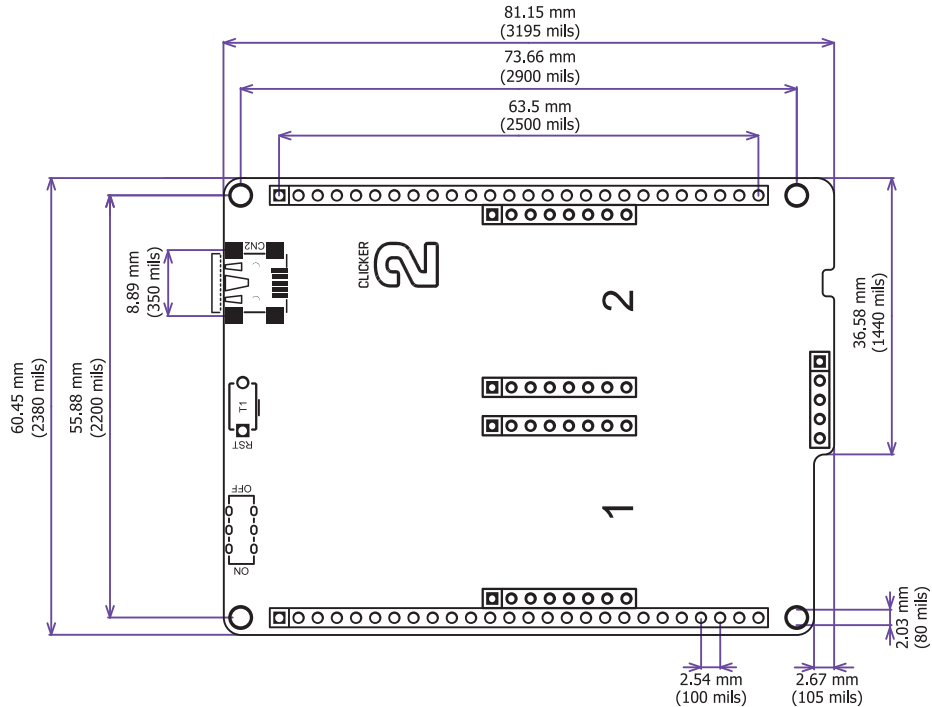 81.15 mm
(3195 mils)
73.66 mm
(2900 mils)
63.5 mm
(2500 mils)
CN2
CLICKER
2
8.89 mm
(350 mils)
2
36.58 mm
(1440 mils)
60.45 mm
(2380 mils)
55.88 mm
(2200 mils)
T1
RST
OFF
1
ON
2.03 mm
(80 mils)
2.54 mm
(100 mils)
2.67 mm
(105 mils)